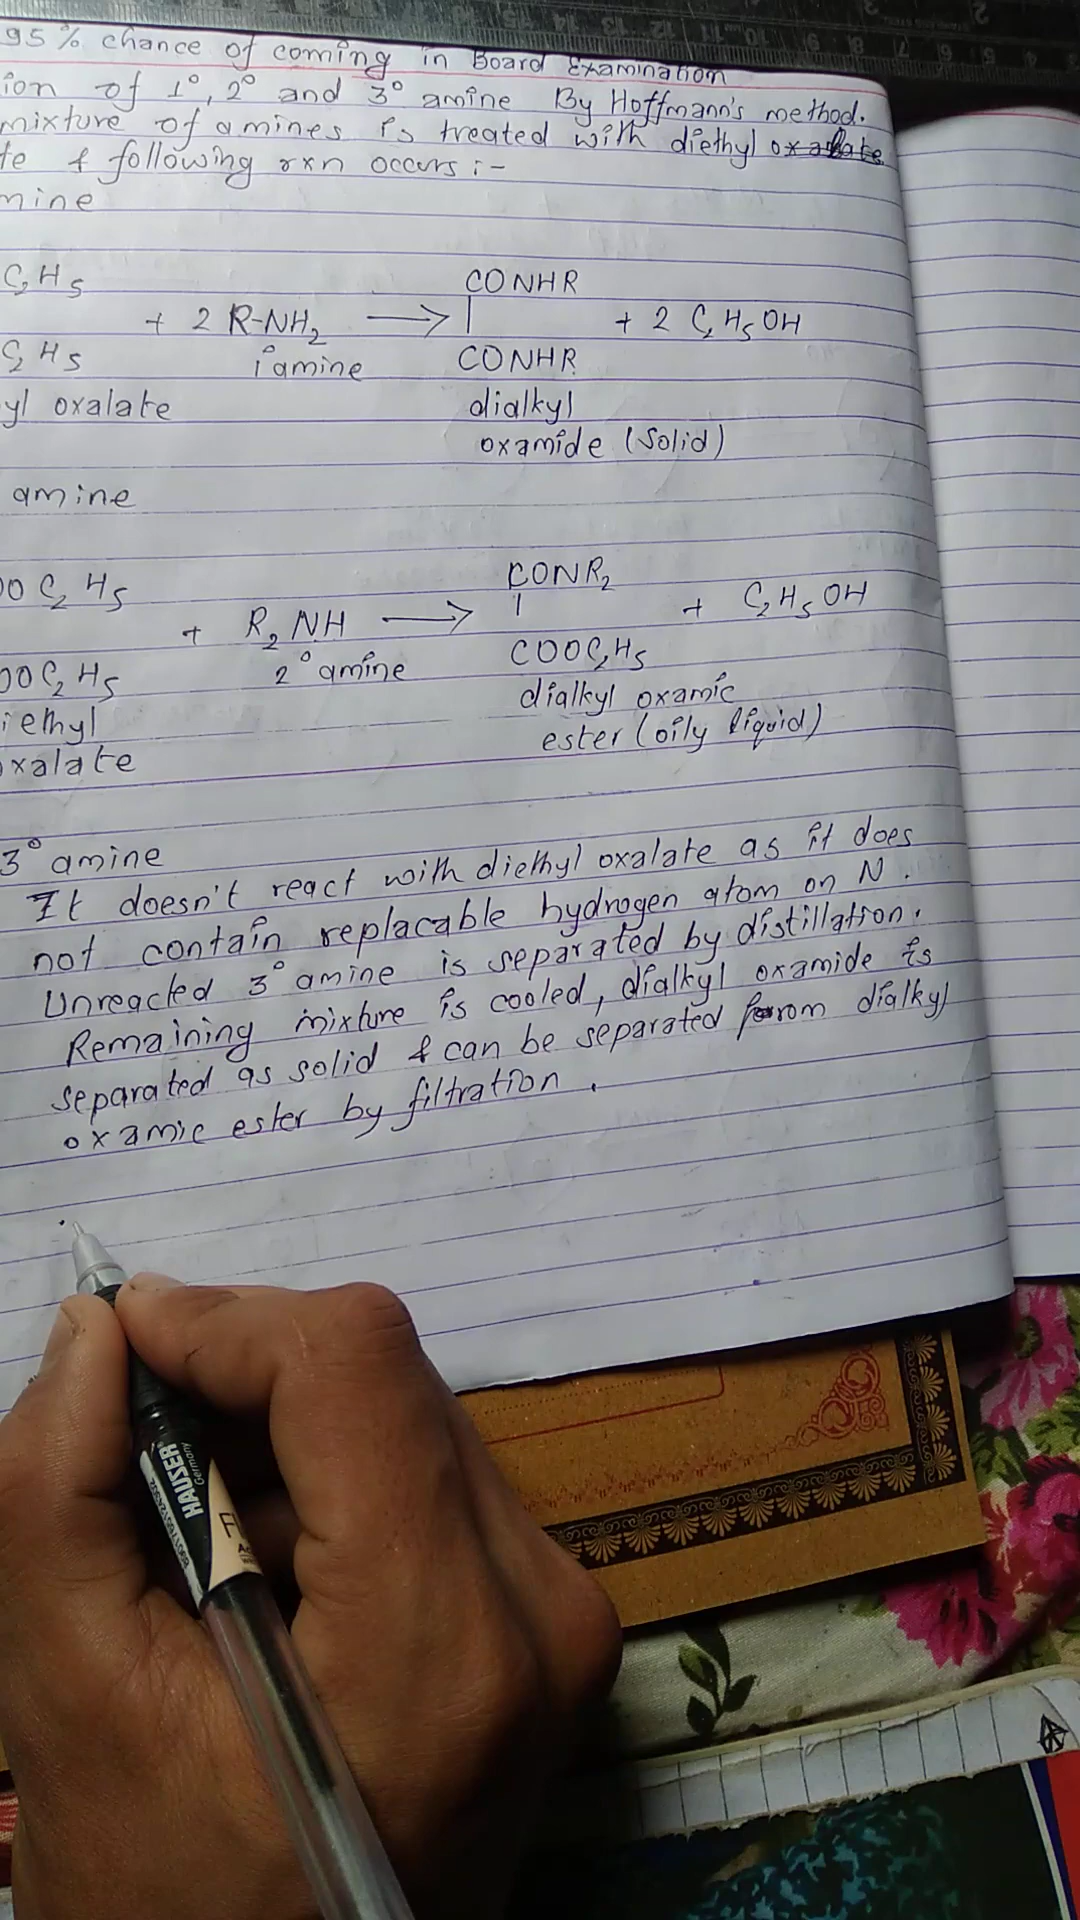 95% chance of coming in Board Examination
ion of 1°, 2° and 3° amine By Hoffmann's method.
mixture of amines is treated with diethyl oxalate
te & following rxn occurs :-
mine
C2H5 CONHR
+ 2 R-NH2 ⟶ | + 2 C2H5OH
C2H5 1° amine CONHR
yl oxalate dialkyl
oxamide (Solid)
amine
OO C2H5 CONR2
+ R2NH ⟶ | + C2H5OH
OOC2H5 2° amine COOC2H5
iethyl dialkyl oxamic
xalate ester (oily liquid)
3° amine
It doesn't react with diethyl oxalate as it does
not contain replacable hydrogen atom on N.
Unreacted 3° amine is separated by distillation.
Remaining mixture is cooled, dialkyl oxamide is
separated as solid & can be separated from dialkyl
oxamic ester by filtration.
HAUSER
Germany